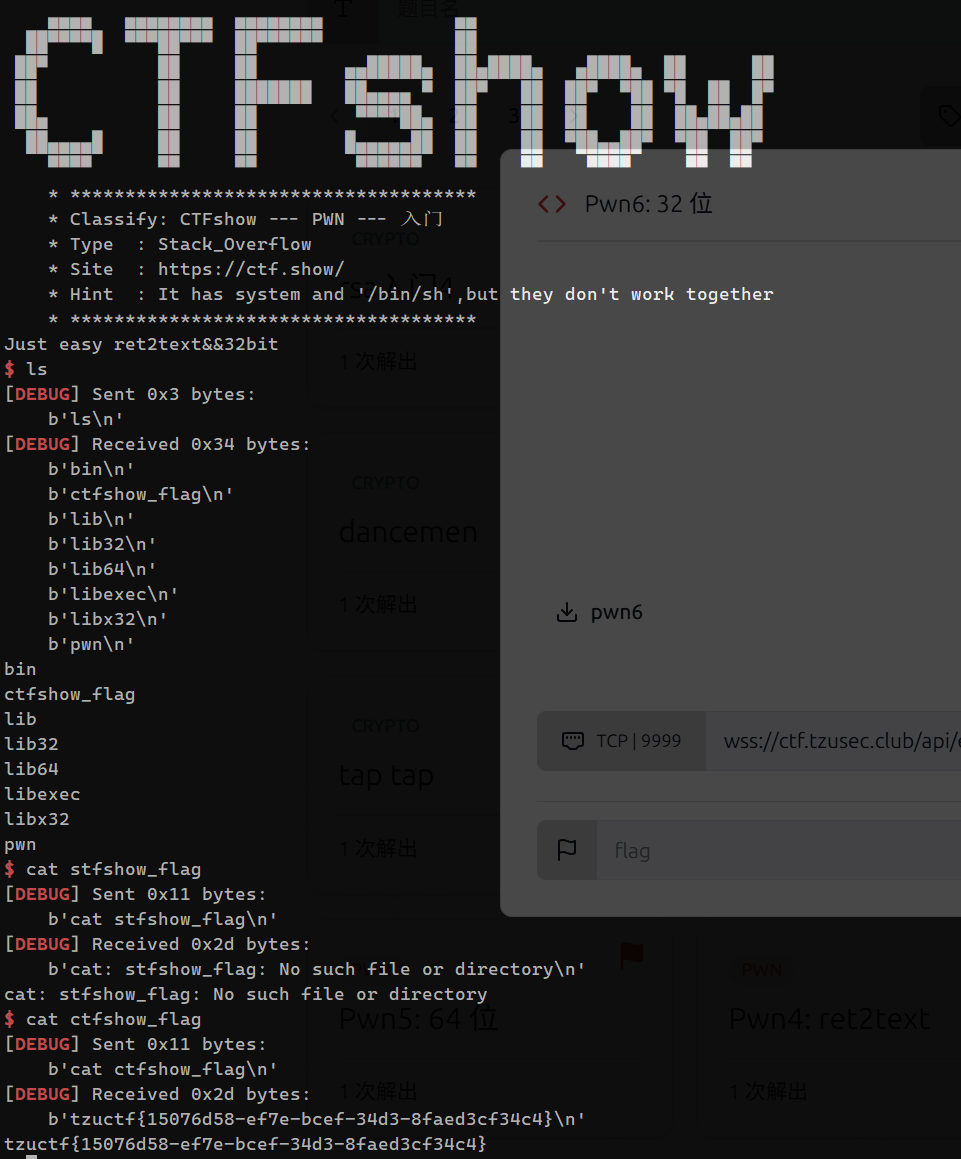 CTFshow
* *************************************
* Classify: CTFshow --- PWN --- 入门
* Type  : Stack_Overflow
* Site  : https://ctf.show/
* Hint  : It has system and '/bin/sh',but they don't work together
* *************************************
Just easy ret2text&&32bit
$ ls
[DEBUG] Sent 0x3 bytes:
b'ls\n'
[DEBUG] Received 0x34 bytes:
b'bin\n'
b'ctfshow_flag\n'
b'lib\n'
b'lib32\n'
b'lib64\n'
b'libexec\n'
b'libx32\n'
b'pwn\n'
bin
ctfshow_flag
lib
lib32
lib64
libexec
libx32
pwn
$ cat stfshow_flag
[DEBUG] Sent 0x11 bytes:
b'cat stfshow_flag\n'
[DEBUG] Received 0x2d bytes:
b'cat: stfshow_flag: No such file or directory\n'
cat: stfshow_flag: No such file or directory
$ cat ctfshow_flag
[DEBUG] Sent 0x11 bytes:
b'cat ctfshow_flag\n'
[DEBUG] Received 0x2d bytes:
b'tzuctf{15076d58-ef7e-bcef-34d3-8faed3cf34c4}\n'
tzuctf{15076d58-ef7e-bcef-34d3-8faed3cf34c4}
题目名
CRYPTO
1 次解出
CRYPTO
dancemen
1 次解出
CRYPTO
tap tap
1 次解出
Pwn5: 64 位
1 次解出
PWN
Pwn4: ret2text
1 次解出
Pwn6: 32 位
pwn6
TCP | 9999
wss://ctf.tzusec.club/api/
flag